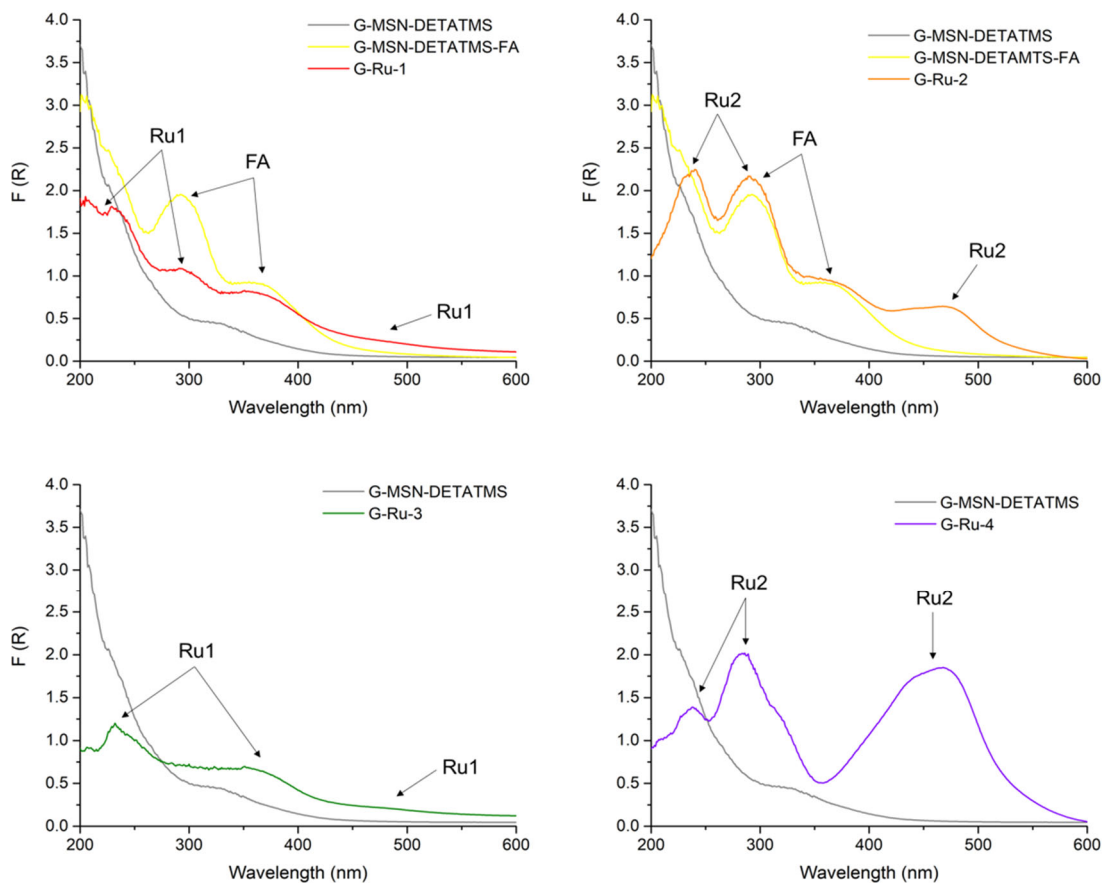 G-MSN-DETATMS
G-MSN-DETATMS-FA
G-Ru-1
Ru1
FA
Ru1
F (R)
4.0
3.5
3.0
2.5
2.0
1.5
1.0
0.5
0.0
200
300
400
500
600
Wavelength (nm)
G-MSN-DETATMS
G-MSN-DETAMTS-FA
G-Ru-2
Ru2
FA
Ru2
F (R)
4.0
3.5
3.0
2.5
2.0
1.5
1.0
0.5
0.0
200
300
400
500
600
Wavelength (nm)
G-MSN-DETATMS
G-Ru-3
Ru1
Ru1
F (R)
4.0
3.5
3.0
2.5
2.0
1.5
1.0
0.5
0.0
200
300
400
500
600
Wavelength (nm)
G-MSN-DETATMS
G-Ru-4
Ru2
Ru2
F (R)
4.0
3.5
3.0
2.5
2.0
1.5
1.0
0.5
0.0
200
300
400
500
600
Wavelength (nm)